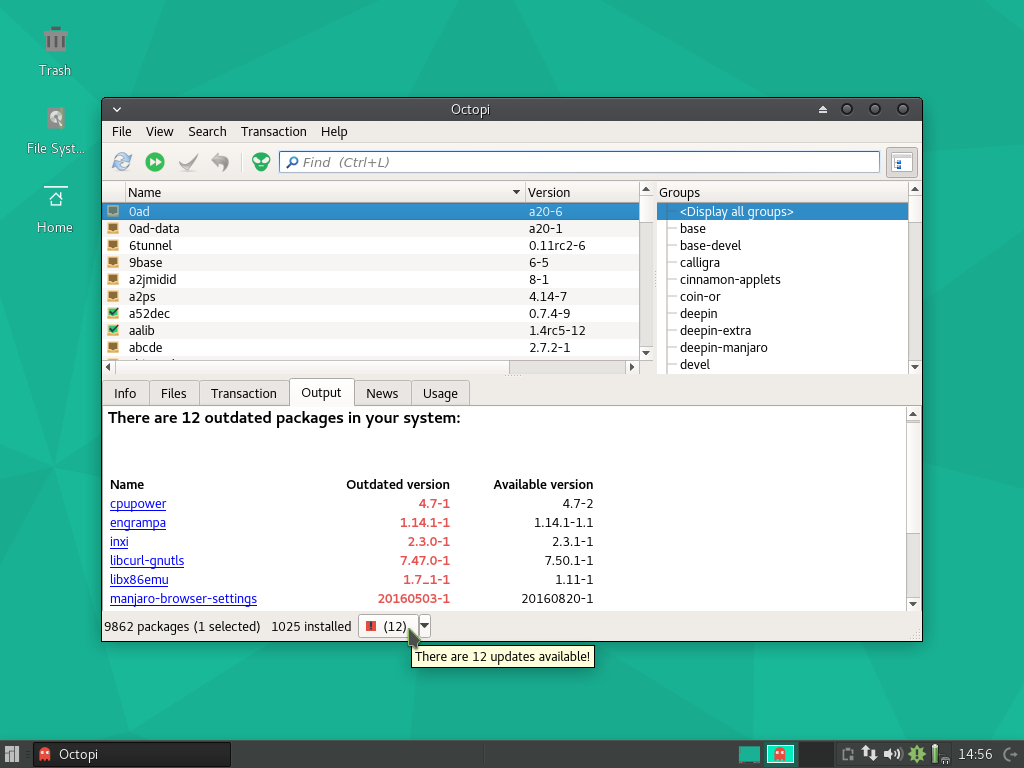 Trash
File Syst...
Home
Octopi
File View Search Transaction Help
Find (Ctrl+L)
Name Version
0ad a20-6
0ad-data a20-1
6tunnel 0.11rc2-6
9base 6-5
a2jmidid 8-1
a2ps 4.14-7
a52dec 0.7.4-9
aalib 1.4rc5-12
abcde 2.7.2-1
Groups
<Display all groups>
base
base-devel
calligra
cinnamon-applets
coin-or
deepin
deepin-extra
deepin-manjaro
devel
Info Files Transaction Output News Usage
There are 12 outdated packages in your system:
Name Outdated version Available version
cpupower 4.7-1 4.7-2
engrampa 1.14.1-1 1.14.1-1.1
inxi 2.3.0-1 2.3.1-1
libcurl-gnutls 7.47.0-1 7.50.1-1
libx86emu 1.7_1-1 1.11-1
manjaro-browser-settings 20160503-1 20160820-1
9862 packages (1 selected) 1025 installed (12)
There are 12 updates available!
Octopi 14:56